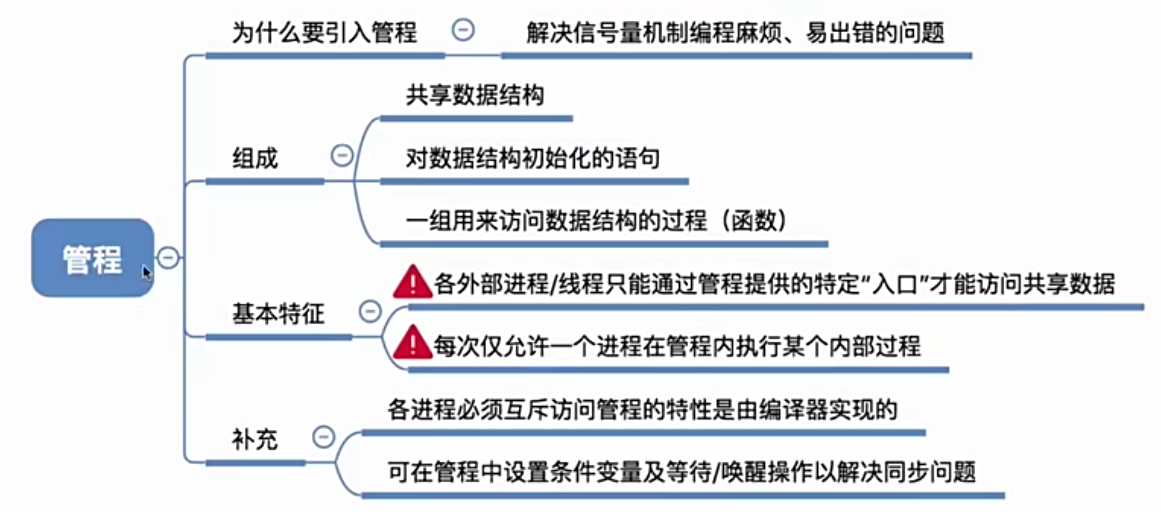 管程
为什么要引入管程
解决信号量机制编程麻烦、易出错的问题
组成
共享数据结构
对数据结构初始化的语句
一组用来访问数据结构的过程（函数）
基本特征
各外部进程/线程只能通过管程提供的特定“入口”才能访问共享数据
每次仅允许一个进程在管程内执行某个内部过程
补充
各进程必须互斥访问管程的特性是由编译器实现的
可在管程中设置条件变量及等待/唤醒操作以解决同步问题